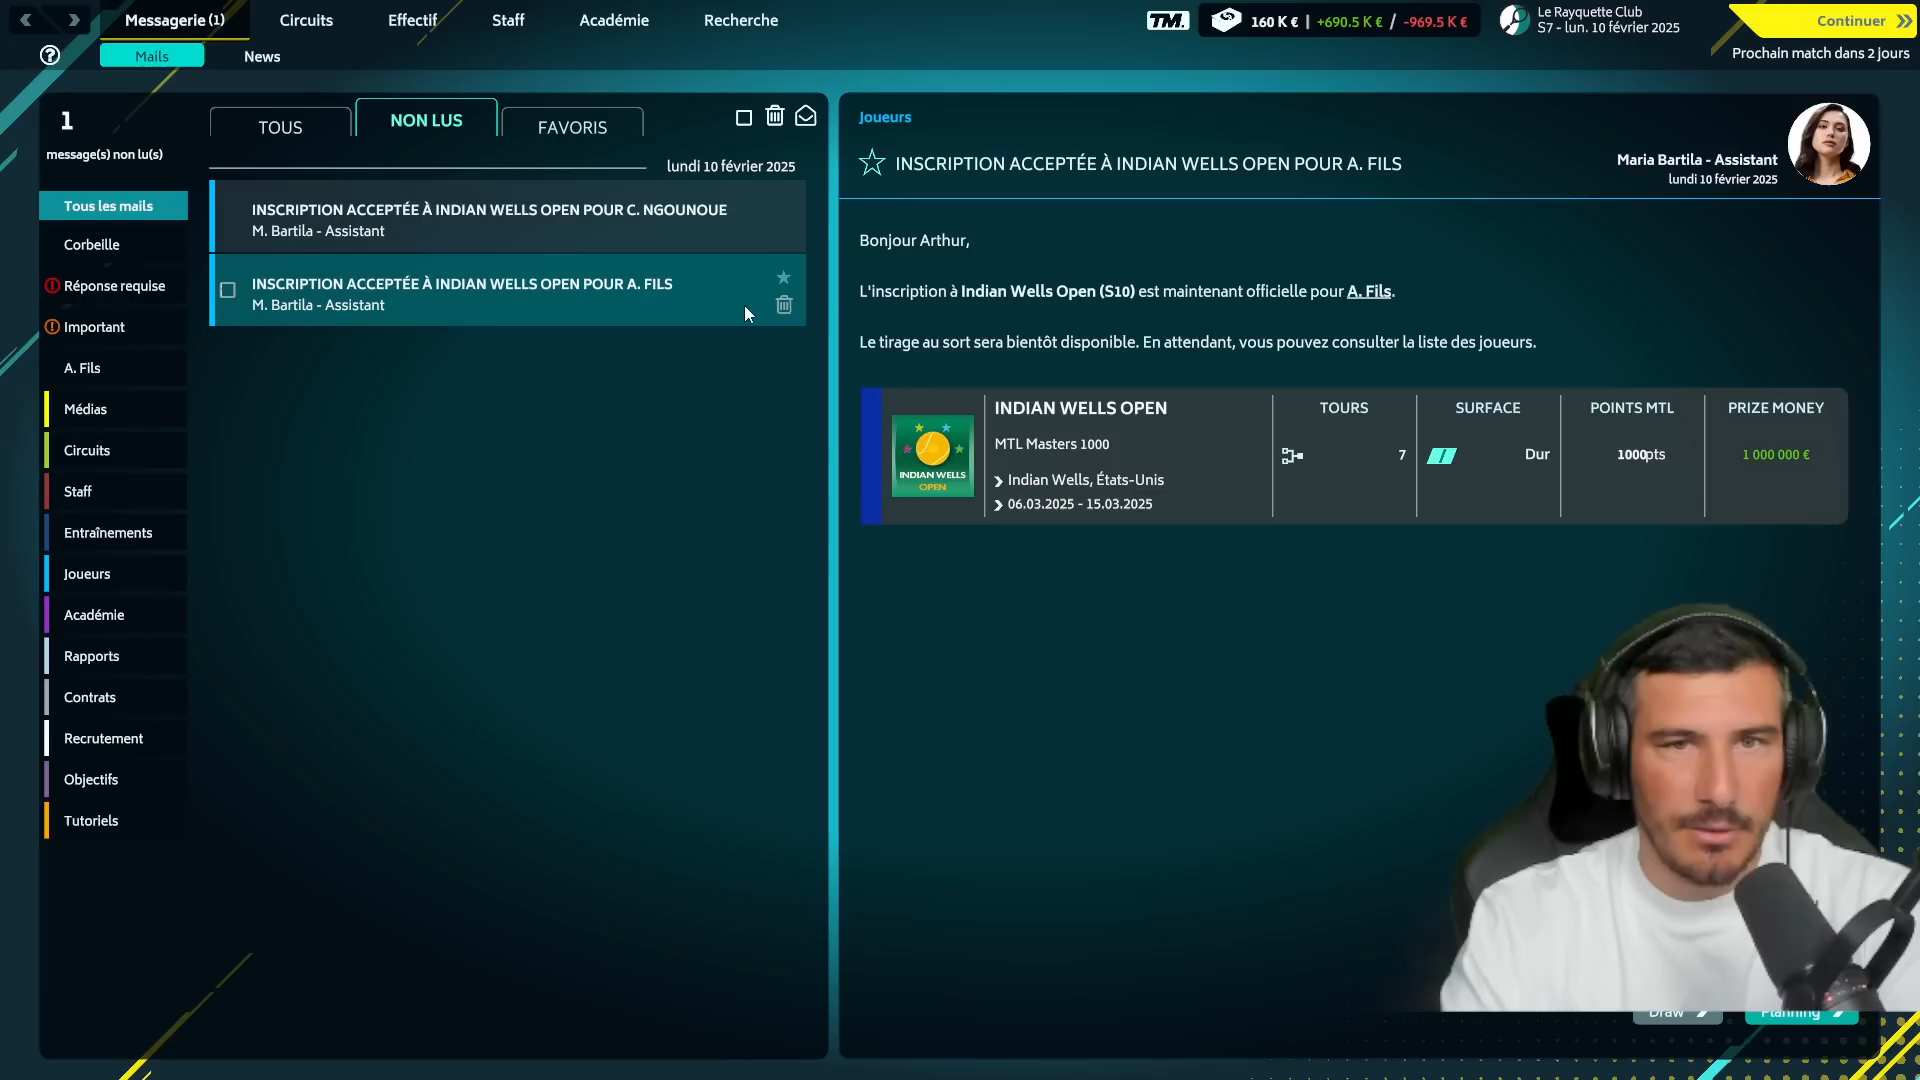 Messagerie (1)
Circuits
Effectif
Staff
Académie
Recherche
TM.
160 K € | +690.5 K € / -969.5 K €
Le Rayquette Club
S7 - lun. 10 février 2025
Continuer
Prochain match dans 2 jours
Mails
News
1
message(s) non lu(s)
TOUS
NON LUS
FAVORIS
lundi 10 février 2025
Tous les mails
Corbeille
Réponse requise
Important
A. Fils
Médias
Circuits
Staff
Entraînements
Joueurs
Académie
Rapports
Contrats
Recrutement
Objectifs
Tutoriels
INSCRIPTION ACCEPTÉE À INDIAN WELLS OPEN POUR C. NGOUNOUE
M. Bartila - Assistant
INSCRIPTION ACCEPTÉE À INDIAN WELLS OPEN POUR A. FILS
M. Bartila - Assistant
Joueurs
INSCRIPTION ACCEPTÉE À INDIAN WELLS OPEN POUR A. FILS
Maria Bartila - Assistant
lundi 10 février 2025
Bonjour Arthur,
L'inscription à Indian Wells Open (S10) est maintenant officielle pour A. Fils.
Le tirage au sort sera bientôt disponible. En attendant, vous pouvez consulter la liste des joueurs.
INDIAN WELLS
OPEN
INDIAN WELLS OPEN
MTL Masters 1000
Indian Wells, États-Unis
06.03.2025 - 15.03.2025
TOURS
7
SURFACE
Dur
POINTS MTL
1000pts
PRIZE MONEY
1 000 000 €
Draw
Planning